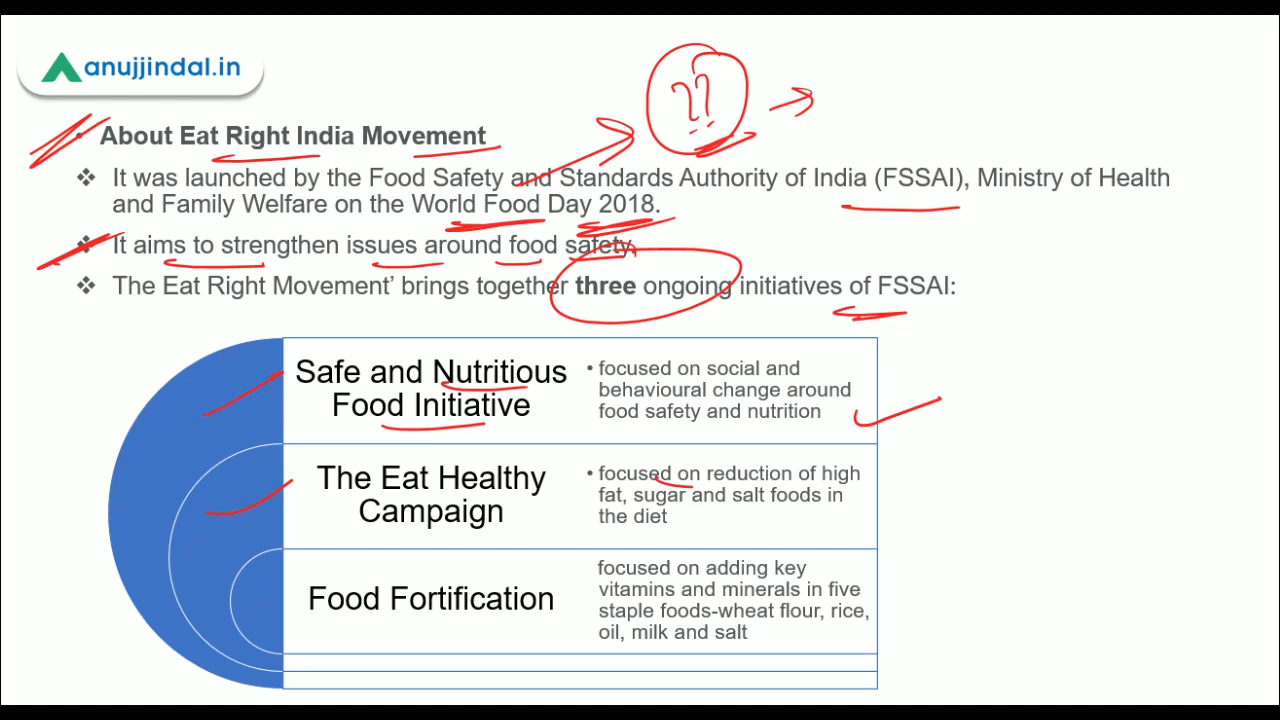 anujjindal.in
??
• About Eat Right India Movement
❖ It was launched by the Food Safety and Standards Authority of India (FSSAI), Ministry of Health
and Family Welfare on the World Food Day 2018.
❖ It aims to strengthen issues around food safety.
❖ The Eat Right Movement’ brings together three ongoing initiatives of FSSAI:
Safe and Nutritious
Food Initiative
• focused on social and
behavioural change around
food safety and nutrition
The Eat Healthy
Campaign
• focused on reduction of high
fat, sugar and salt foods in
the diet
Food Fortification
focused on adding key
vitamins and minerals in five
staple foods-wheat flour, rice,
oil, milk and salt